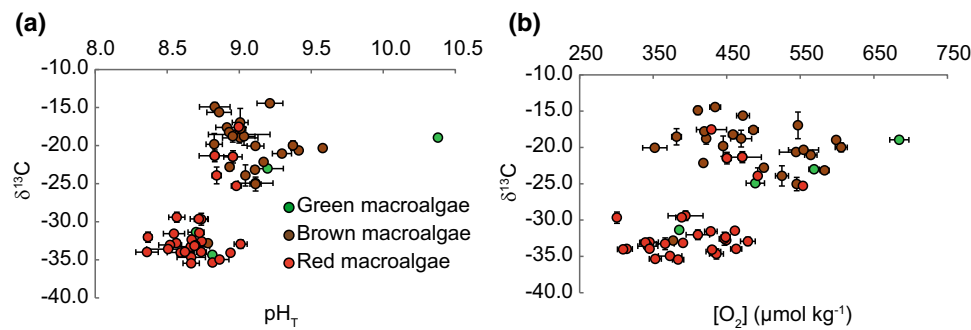 (a)
8.0 8.5 9.0 9.5 10.0 10.5
-10.0
-15.0
-20.0
-25.0
-30.0
-35.0
-40.0
δ¹³C
Green macroalgae
Brown macroalgae
Red macroalgae
pH_T
(b)
250 350 450 550 650 750
-10.0
-15.0
-20.0
-25.0
-30.0
-35.0
-40.0
δ¹³C
[O₂] (µmol kg⁻¹)